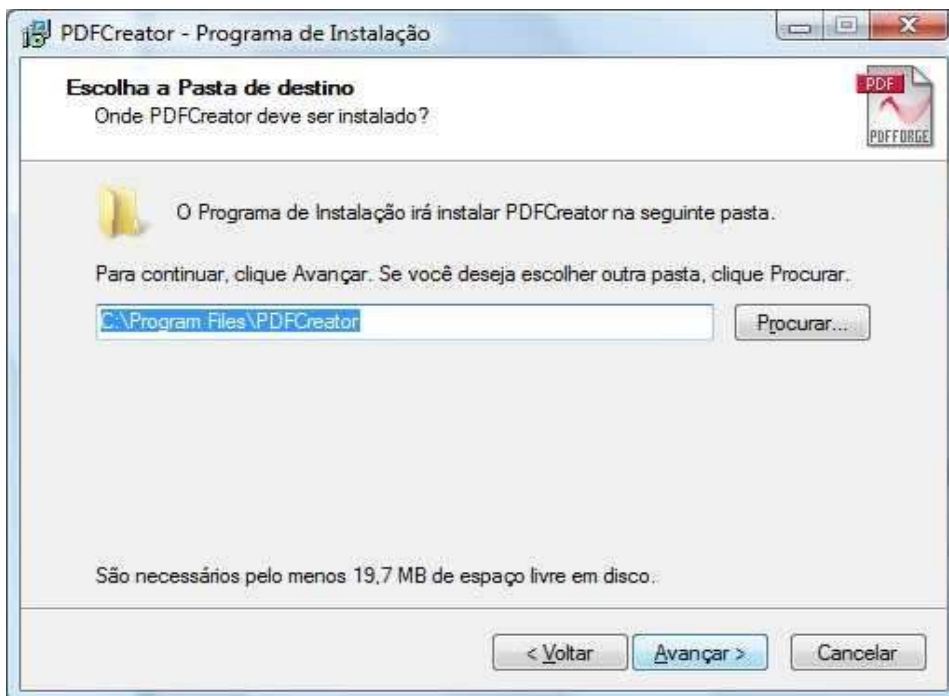 PDFCreator - Programa de Instalação
Escolha a Pasta de destino
Onde PDFCreator deve ser instalado?
PDF
PDFFORGE
O Programa de Instalação irá instalar PDFCreator na seguinte pasta.
Para continuar, clique Avançar. Se você deseja escolher outra pasta, clique Procurar.
C:\Program Files\PDFCreator
Procurar...
São necessários pelo menos 19,7 MB de espaço livre em disco.
< Voltar
Avançar >
Cancelar